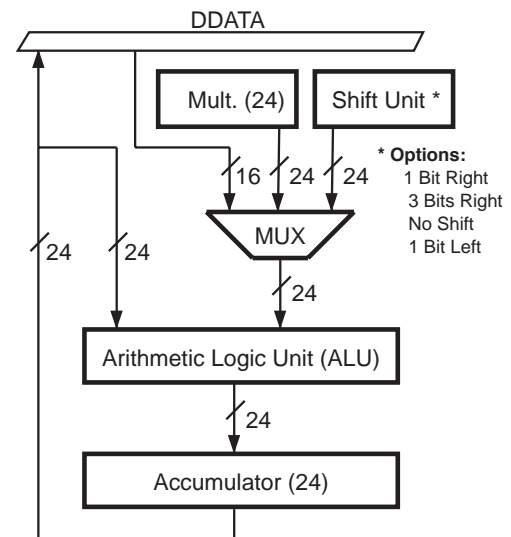 DDATA
Mult. (24)
Shift Unit *
* Options:
1 Bit Right
3 Bits Right
No Shift
1 Bit Left
16
24
24
MUX
24
24
24
Arithmetic Logic Unit (ALU)
24
Accumulator (24)